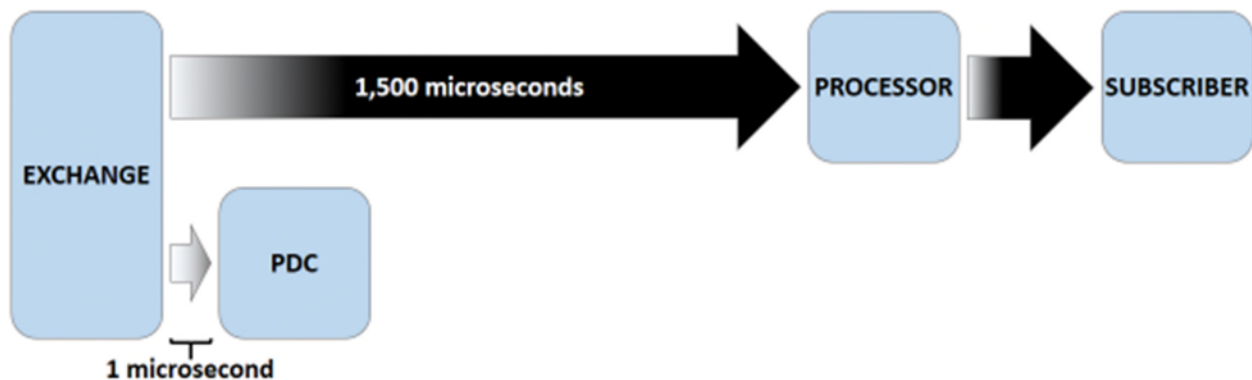 1,500 microseconds
PROCESSOR
SUBSCRIBER
EXCHANGE
PDC
1 microsecond